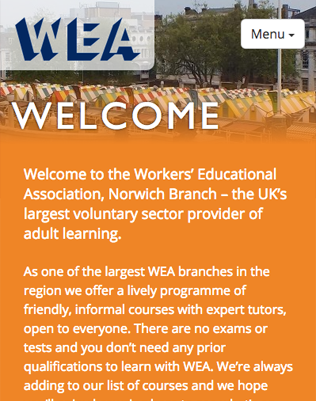 WEA
Menu
WELCOME
Welcome to the Workers' Educational
Association, Norwich Branch – the UK's
largest voluntary sector provider of
adult learning.
As one of the largest WEA branches in the
region we offer a lively programme of
friendly, informal courses with expert tutors,
open to everyone. There are no exams or
tests and you don't need any prior
qualifications to learn with WEA. We're always
adding to our list of courses and we hope